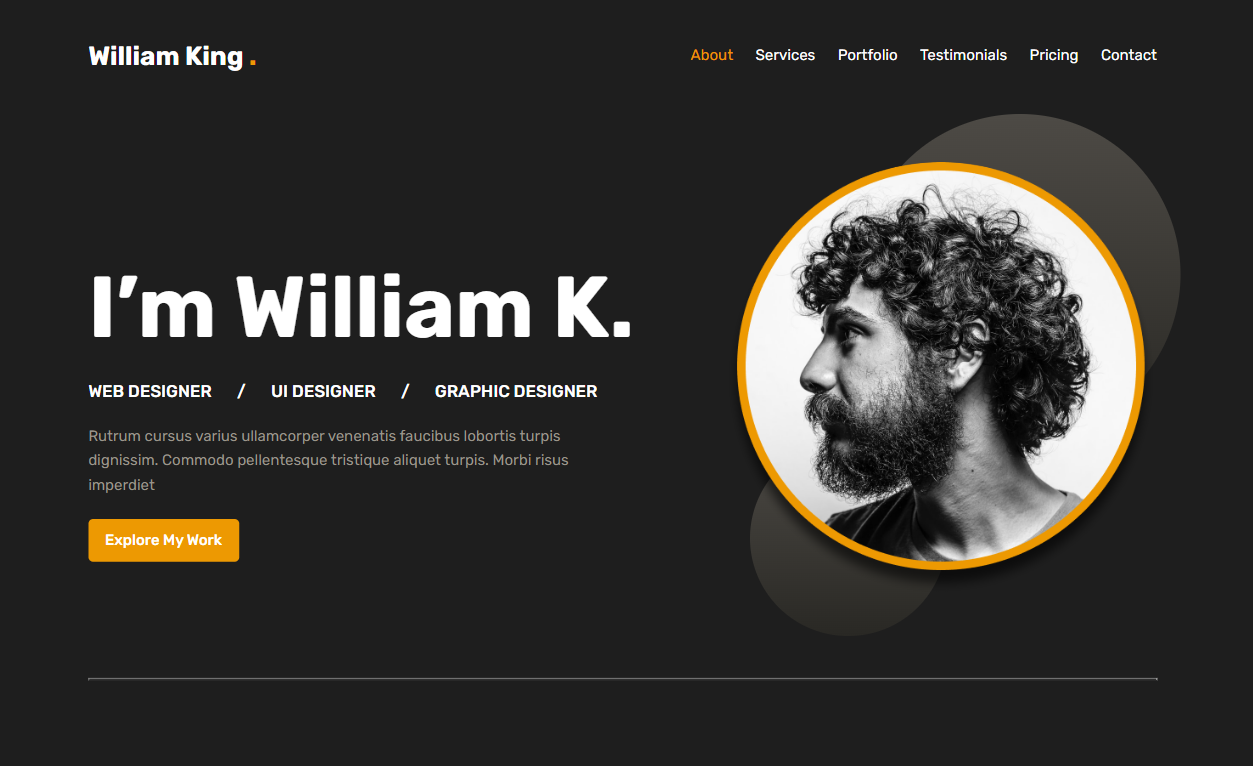 William King .
About Services Portfolio Testimonials Pricing Contact
I’m William K.
WEB DESIGNER / UI DESIGNER / GRAPHIC DESIGNER
Rutrum cursus varius ullamcorper venenatis faucibus lobortis turpis
dignissim. Commodo pellentesque tristique aliquet turpis. Morbi risus
imperdiet
Explore My Work